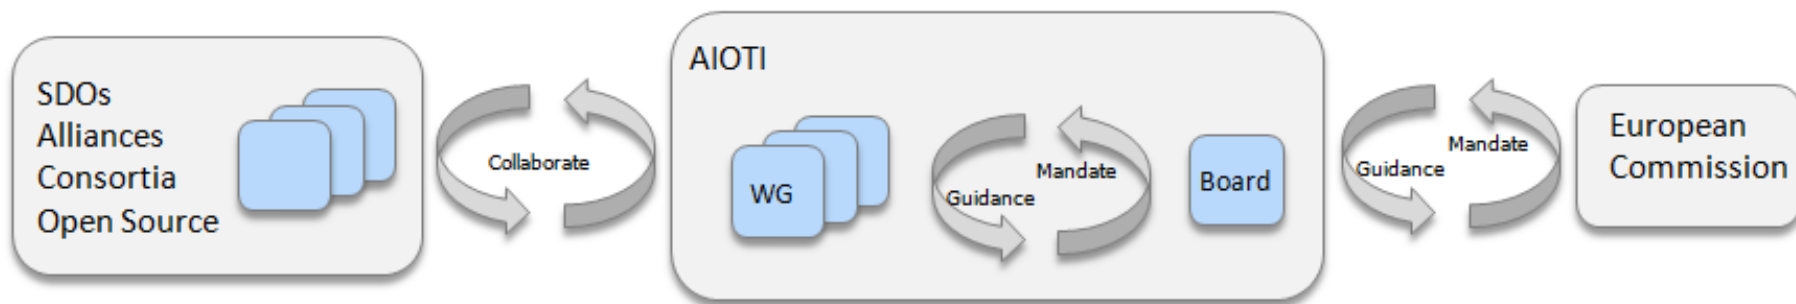 SDOs
Alliances
Consortia
Open Source
Collaborate
AIOTI
WG
Mandate
Guidance
Board
Mandate
Guidance
European
Commission